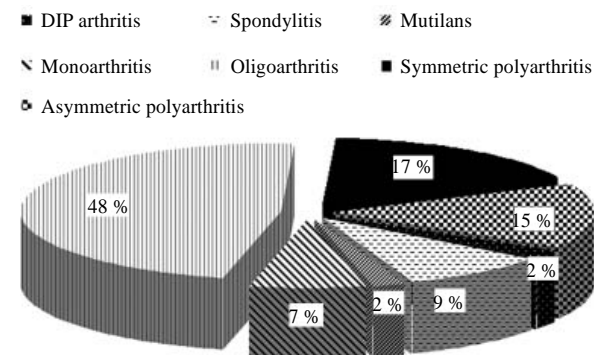 DIP arthritis Spondylitis Mutilans
Monoarthritis Oligoarthritis Symmetric polyarthritis
Asymmetric polyarthritis
17 %
48 %
15 %
2 %
9 %
2 %
7 %